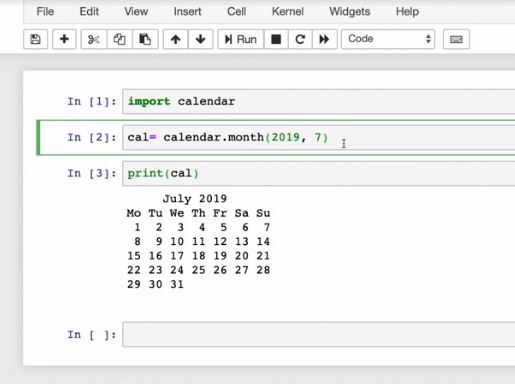 File Edit View Insert Cell Kernel Widgets Help
Run Code
In [1]: import calendar
In [2]: cal= calendar.month(2019, 7)
In [3]: print(cal)
July 2019
Mo Tu We Th Fr Sa Su
1 2 3 4 5 6 7
8 9 10 11 12 13 14
15 16 17 18 19 20 21
22 23 24 25 26 27 28
29 30 31
In [ ]: